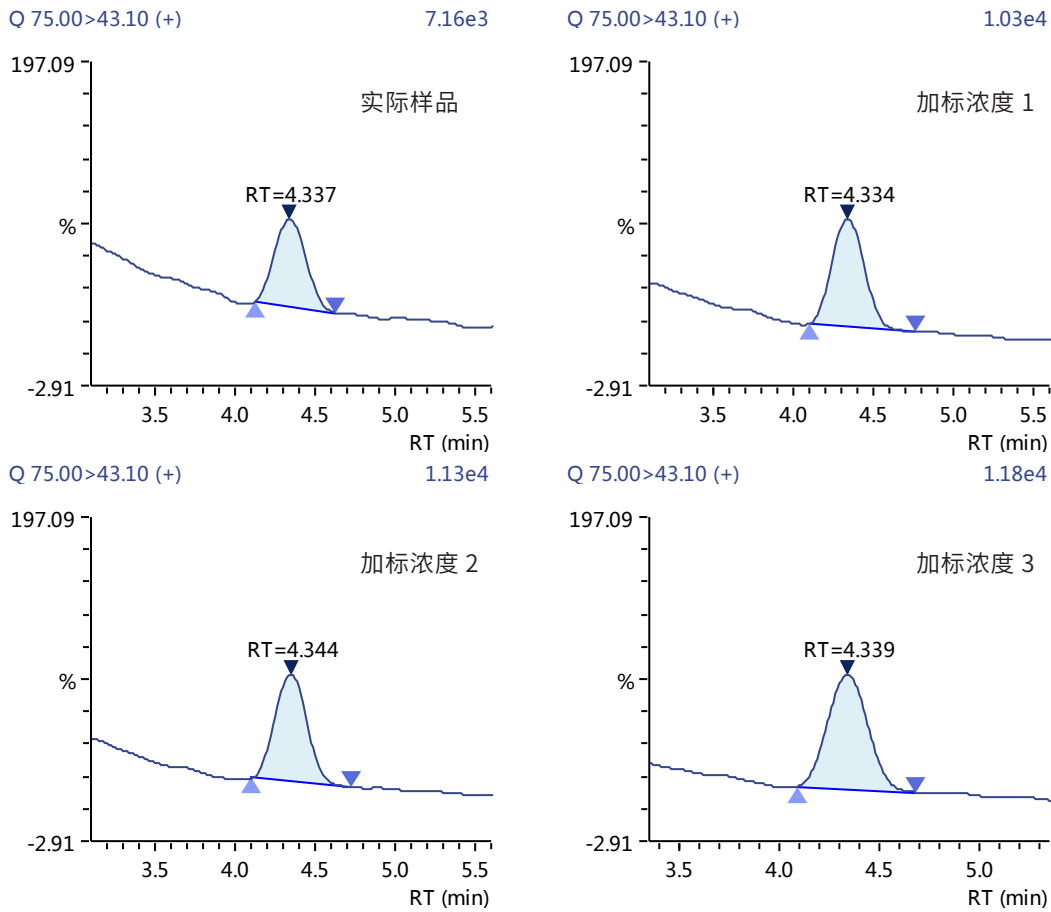 Q 75.00>43.10 (+) 7.16e3
197.09
实际样品
RT=4.337
%
-2.91
3.5 4.0 4.5 5.0 5.5
RT (min)
Q 75.00>43.10 (+) 1.03e4
197.09
加标浓度 1
RT=4.334
%
-2.91
3.5 4.0 4.5 5.0 5.5
RT (min)
Q 75.00>43.10 (+) 1.13e4
197.09
加标浓度 2
RT=4.344
%
-2.91
3.5 4.0 4.5 5.0 5.5
RT (min)
Q 75.00>43.10 (+) 1.18e4
197.09
加标浓度 3
RT=4.339
%
-2.91
3.5 4.0 4.5 5.0
RT (min)